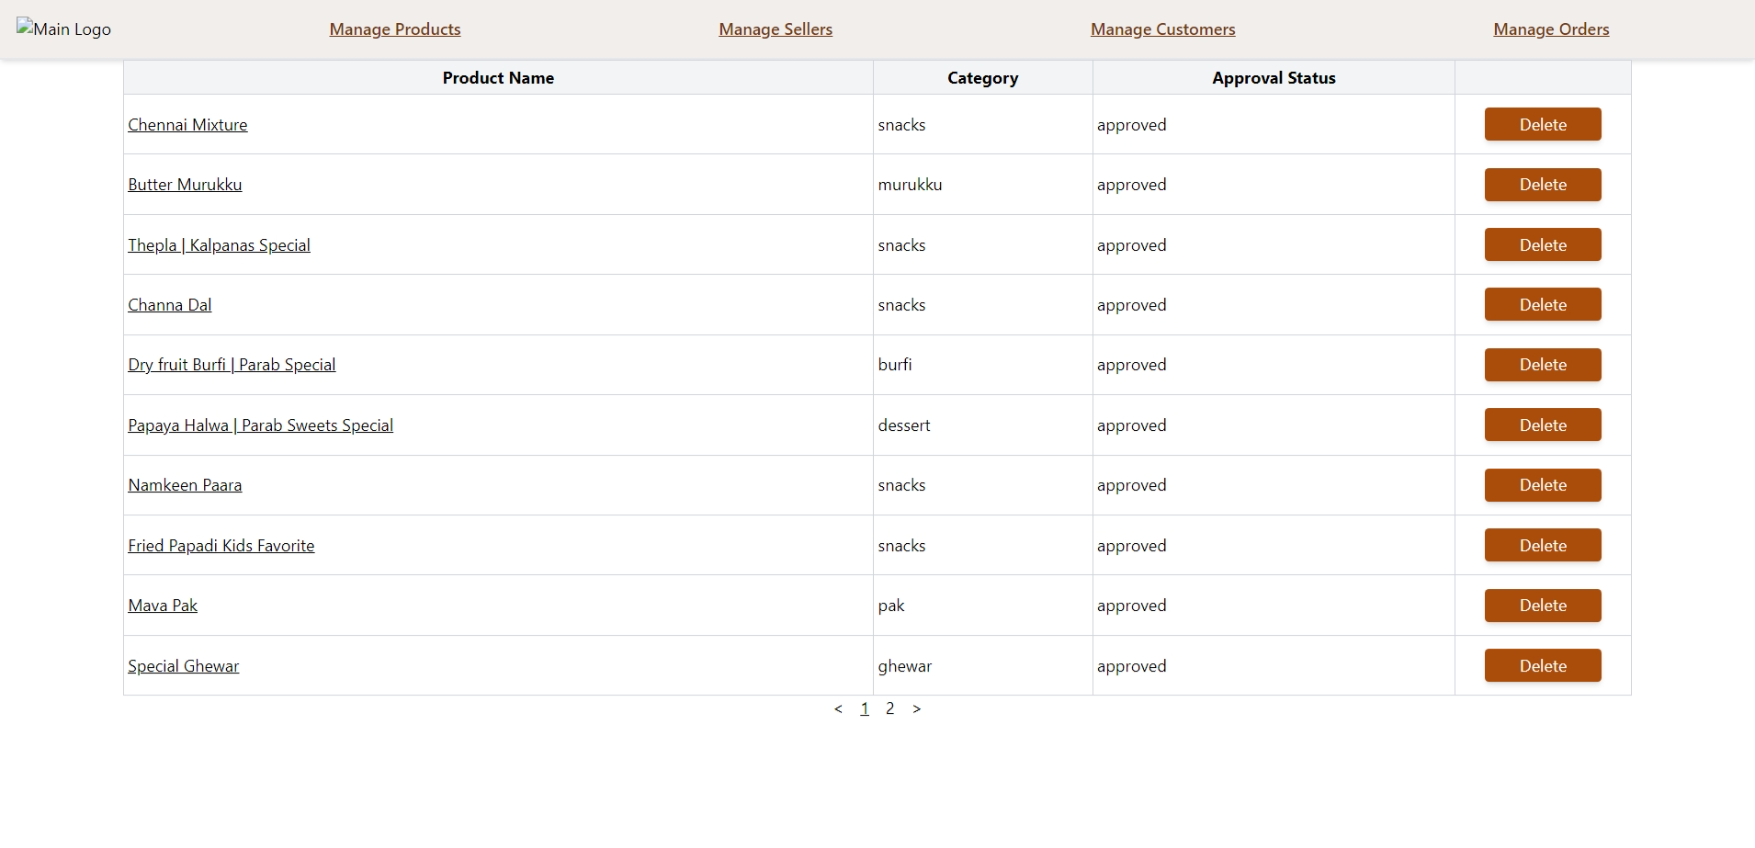 Main Logo Manage Products Manage Sellers Manage Customers Manage Orders
Product Name Category Approval Status
Chennai Mixture snacks approved Delete
Butter Murukku murukku approved Delete
Thepla | Kalpanas Special snacks approved Delete
Channa Dal snacks approved Delete
Dry fruit Burfi | Parab Special burfi approved Delete
Papaya Halwa | Parab Sweets Special dessert approved Delete
Namkeen Paara snacks approved Delete
Fried Papadi Kids Favorite snacks approved Delete
Mava Pak pak approved Delete
Special Ghewar ghewar approved Delete
< 1 2 >